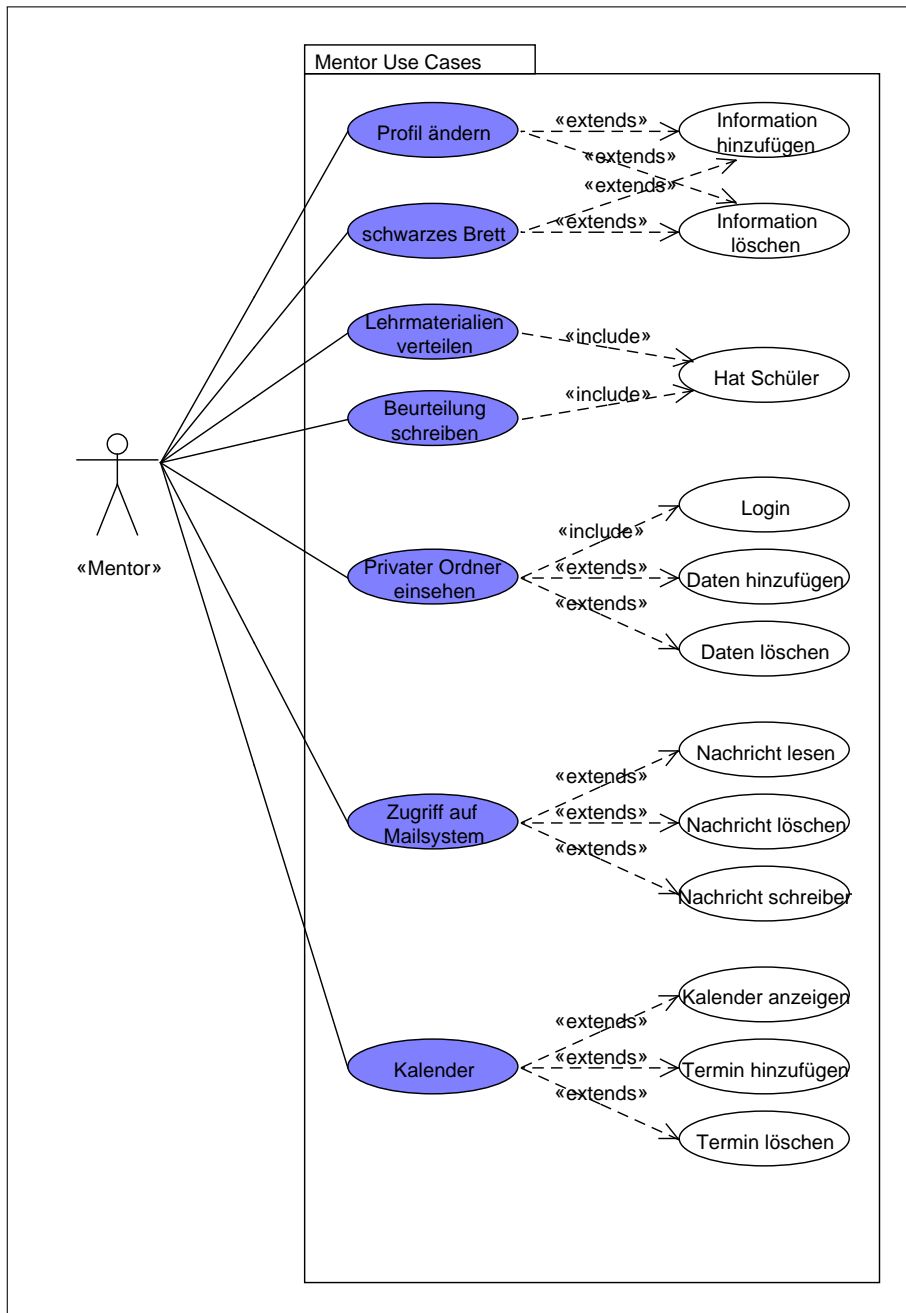 Mentor Use Cases
Profil ändern
«extends»
Information
hinzufügen
«extends»
«extends»
schwarzes Brett
«extends»
Information
löschen
Lehrmaterialien
verteilen
«include»
Hat Schüler
Beurteilung
schreiben
«include»
«Mentor»
Login
«include»
Privater Ordner
einsehen
«extends»
Daten hinzufügen
«extends»
Daten löschen
Nachricht lesen
«extends»
Zugriff auf
Mailsystem
«extends»
Nachricht löschen
«extends»
Nachricht schreiber
Kalender anzeigen
«extends»
Kalender
«extends»
Termin hinzufügen
«extends»
Termin löschen